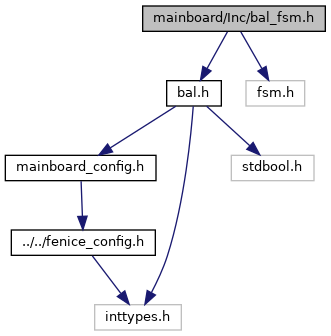 mainboard/Inc/bal_fsm.h
bal.h
fsm.h
mainboard_config.h
stdbool.h
../../fenice_config.h
inttypes.h